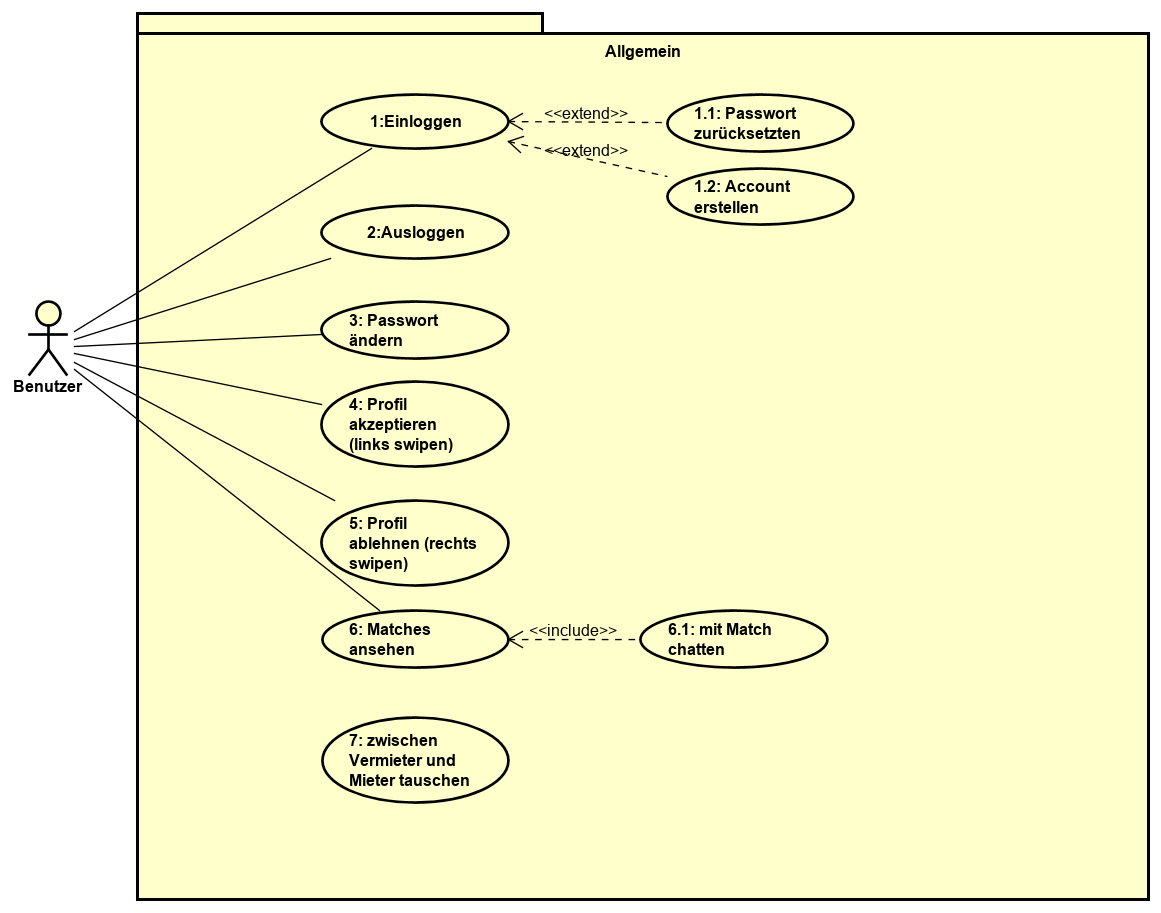 Allgemein
1:Einloggen
<<extend>>
1.1: Passwort
zurücksetzten
<<extend>>
1.2: Account
erstellen
2:Ausloggen
3: Passwort
ändern
Benutzer
4: Profil
akzeptieren
(links swipen)
5: Profil
ablehnen (rechts
swipen)
6: Matches
ansehen
<<include>>
6.1: mit Match
chatten
7: zwischen
Vermieter und
Mieter tauschen